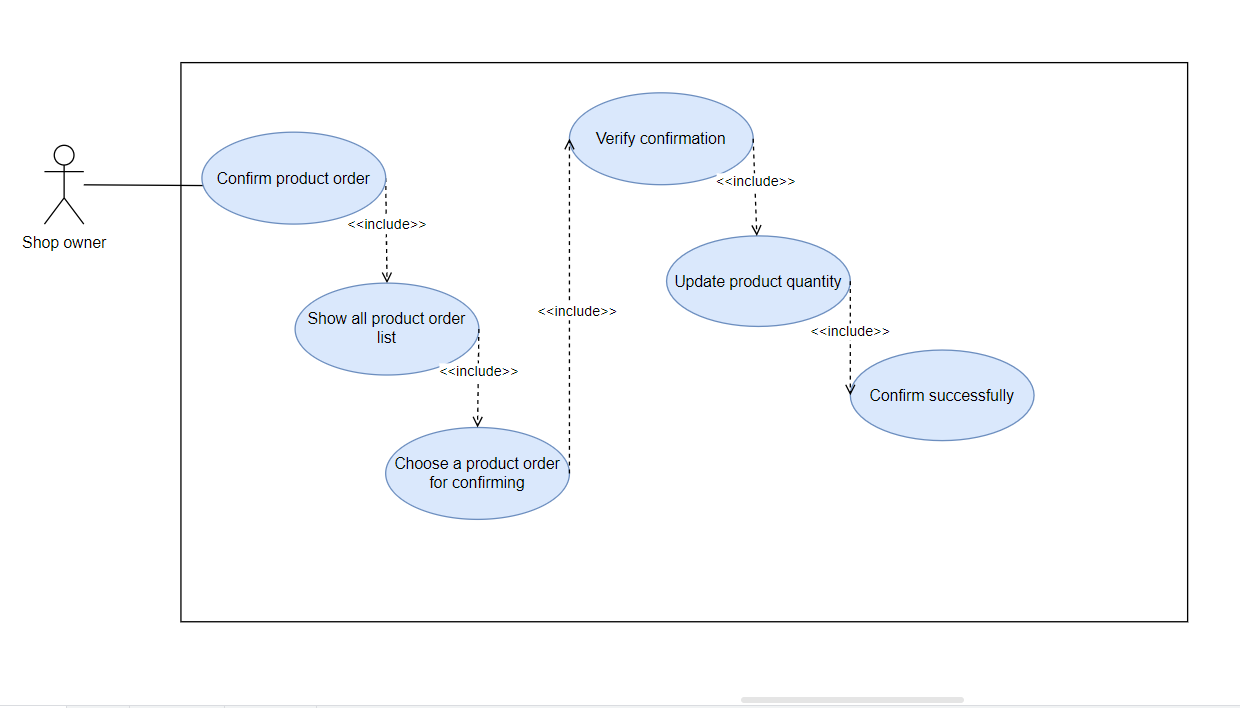 Shop owner
Confirm product order
<<include>>
Show all product order
list
<<include>>
Choose a product order
for confirming
<<include>>
Verify confirmation
<<include>>
Update product quantity
<<include>>
Confirm successfully